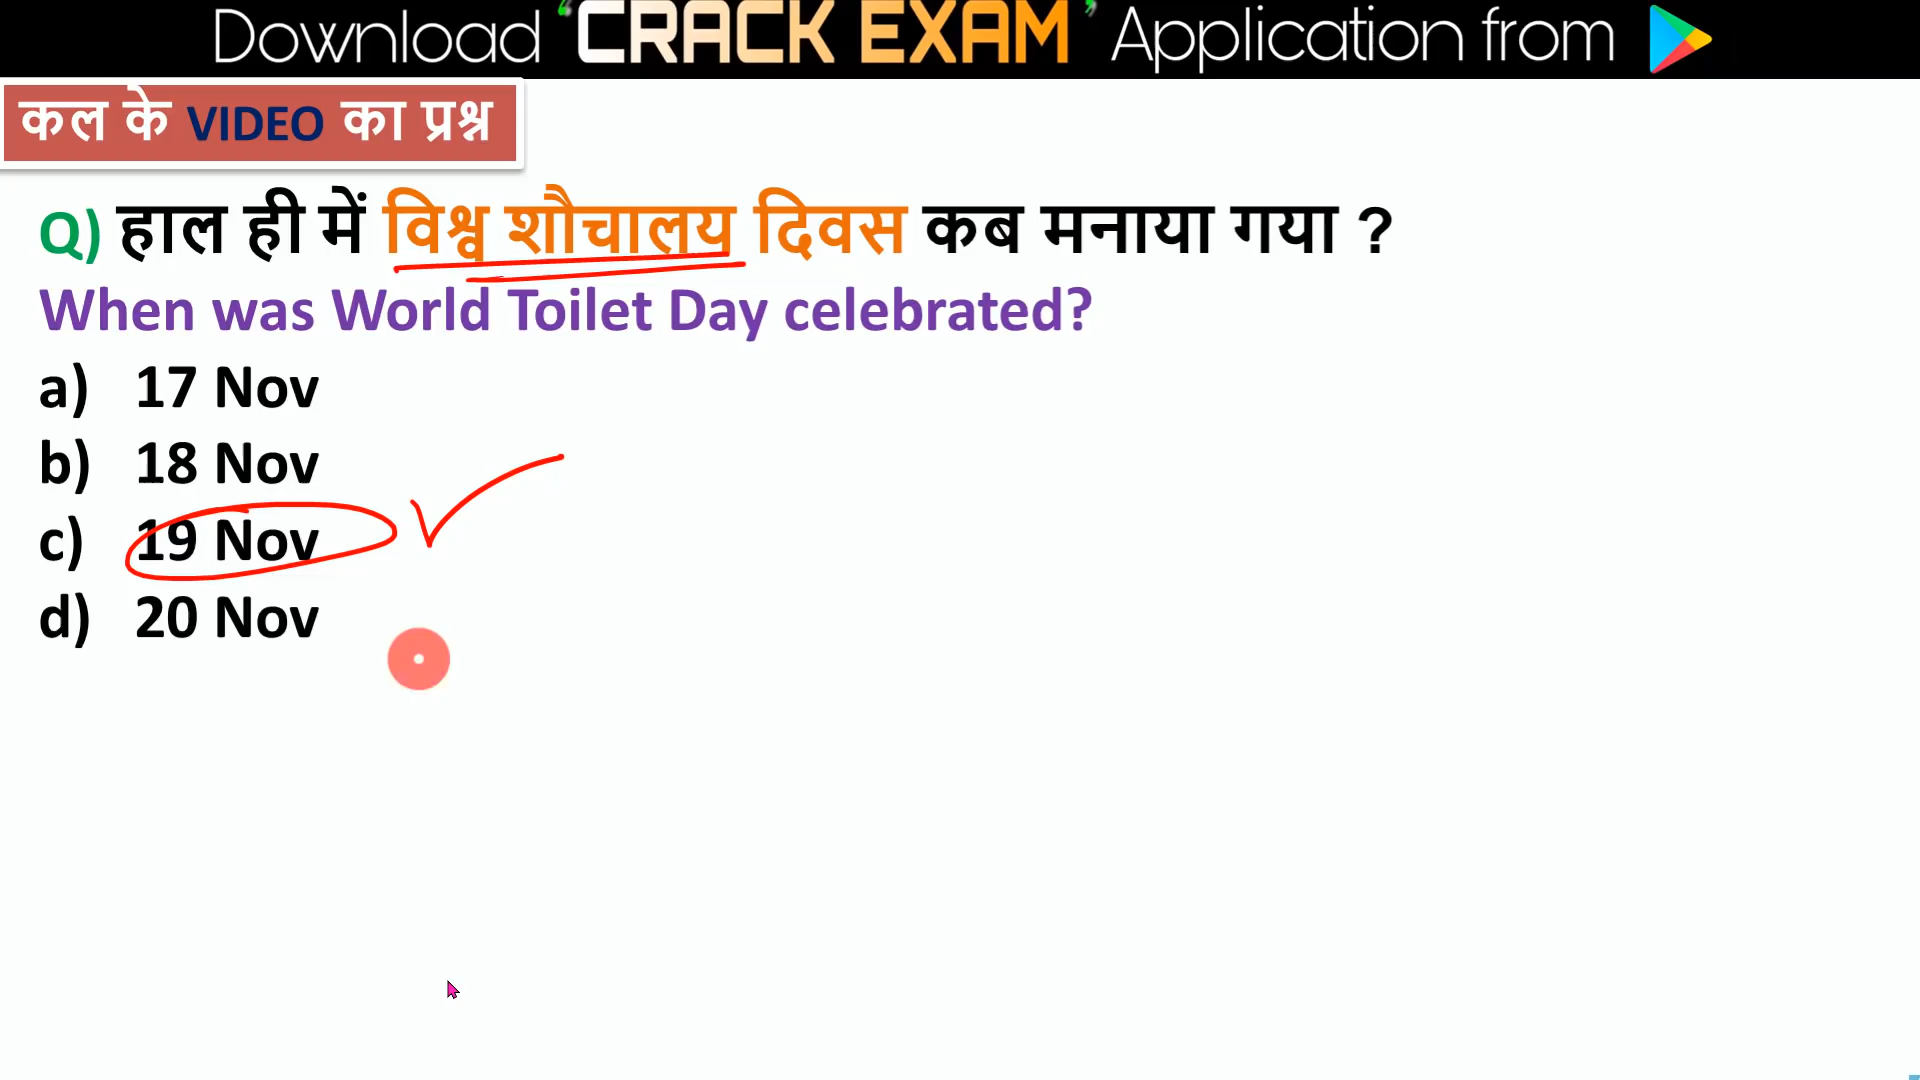 Download ‘CRACK EXAM’ Application from
कल के VIDEO का प्रश्न
Q) हाल ही में विश्व शौचालय दिवस कब मनाया गया ?
When was World Toilet Day celebrated?
a) 17 Nov
b) 18 Nov
c) 19 Nov
d) 20 Nov